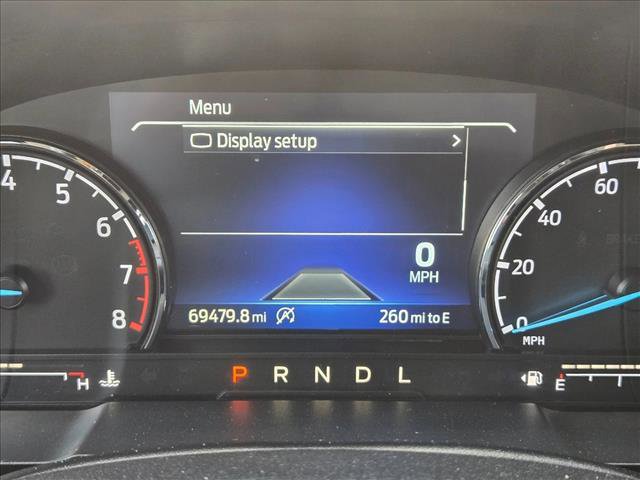 Menu
Display setup >
4 5 6 7 8
0 MPH
0 20 40 60 80
MPH
69479.8 mi 260 mi to E
H P R N D L E